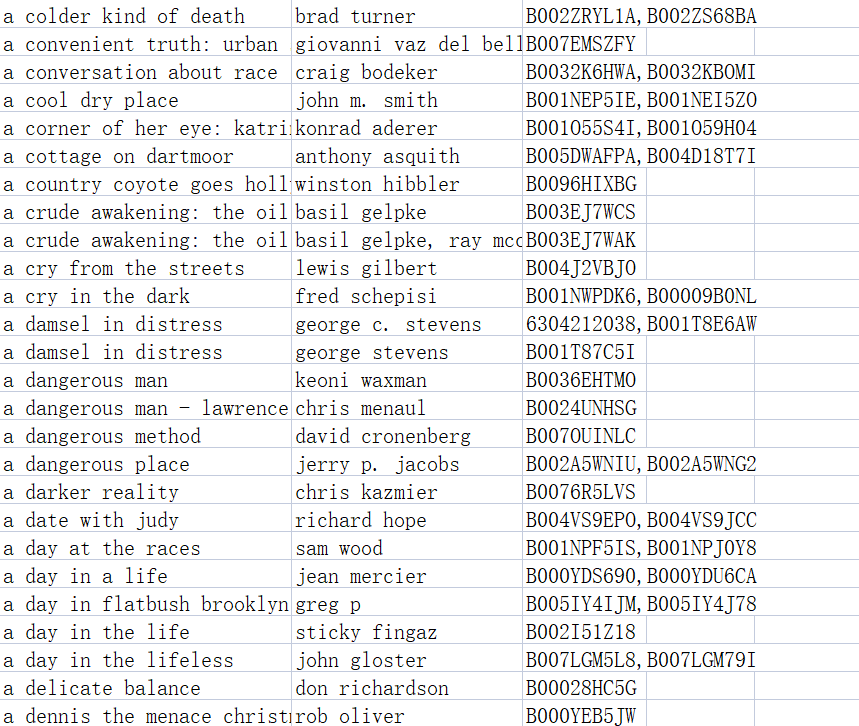 a colder kind of death brad turner B002ZRYL1A,B002ZS68BA
a convenient truth: urban giovanni vaz del bell B007EMSZFY
a conversation about race craig bodeker B0032K6HWA,B0032KBOMI
a cool dry place john m. smith B001NEP5IE,B001NEI5ZO
a corner of her eye: katri konrad aderer B001O55S4I,B001O59H04
a cottage on dartmoor anthony asquith B005DWAFPA,B004D18T7I
a country coyote goes holl winston hibbler B0096HIXBG
a crude awakening: the oil basil gelpke B003EJ7WCS
a crude awakening: the oil basil gelpke, ray mcc B003EJ7WAK
a cry from the streets lewis gilbert B004J2VBJO
a cry in the dark fred schepisi B001NWPDK6,B00009B0NL
a damsel in distress george c. stevens 6304212038,B001T8E6AW
a damsel in distress george stevens B001T87C5I
a dangerous man keoni waxman B0036EHTMO
a dangerous man - lawrence chris menaul B0024UNHSG
a dangerous method david cronenberg B007OUINLC
a dangerous place jerry p. jacobs B002A5WNIU,B002A5WNG2
a darker reality chris kazmier B0076R5LVS
a date with judy richard hope B004VS9EPO,B004VS9JCC
a day at the races sam wood B001NPF5IS,B001NPJ0Y8
a day in a life jean mercier B000YDS690,B000YDU6CA
a day in flatbush brooklyn greg p B005IY4IJM,B005IY4J78
a day in the life sticky fingaz B002I51Z18
a day in the lifeless john gloster B007LGM5L8,B007LGM79I
a delicate balance don richardson B00028HC5G
a dennis the menace christ rob oliver B000YEB5JW